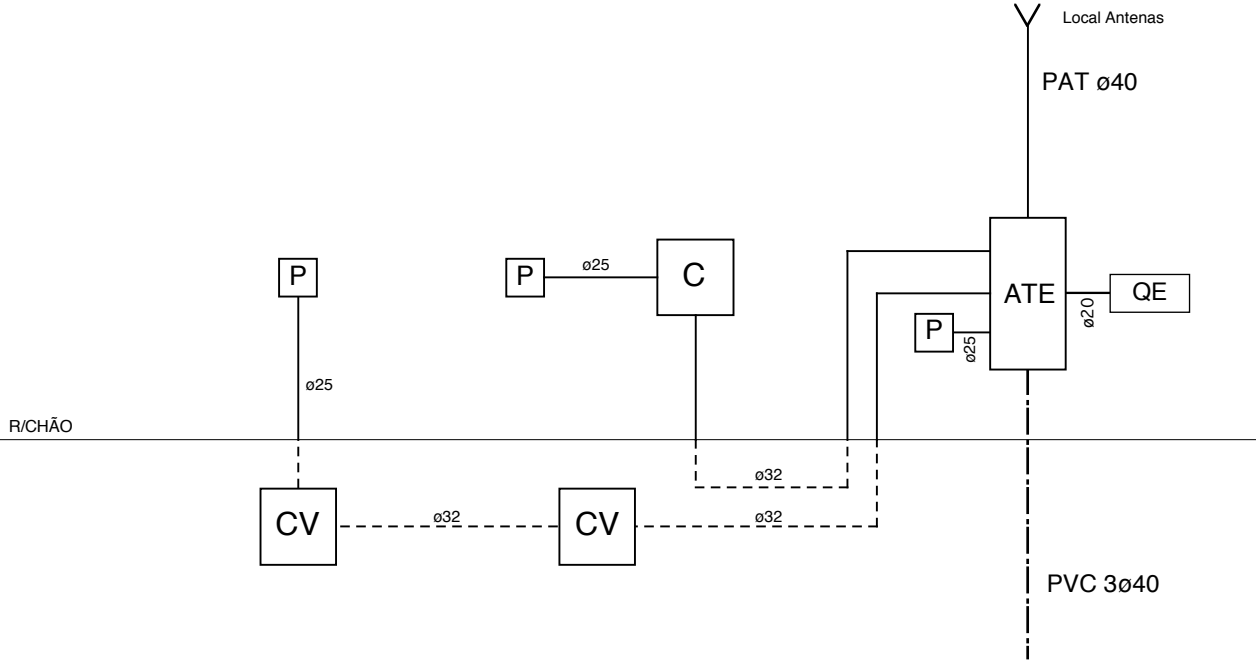 Local Antenas
PAT ø40
P
P
ø25
C
ATE
QE
ø20
P
ø25
ø25
R/CHÃO
ø32
CV
ø32
CV
ø32
PVC 3ø40